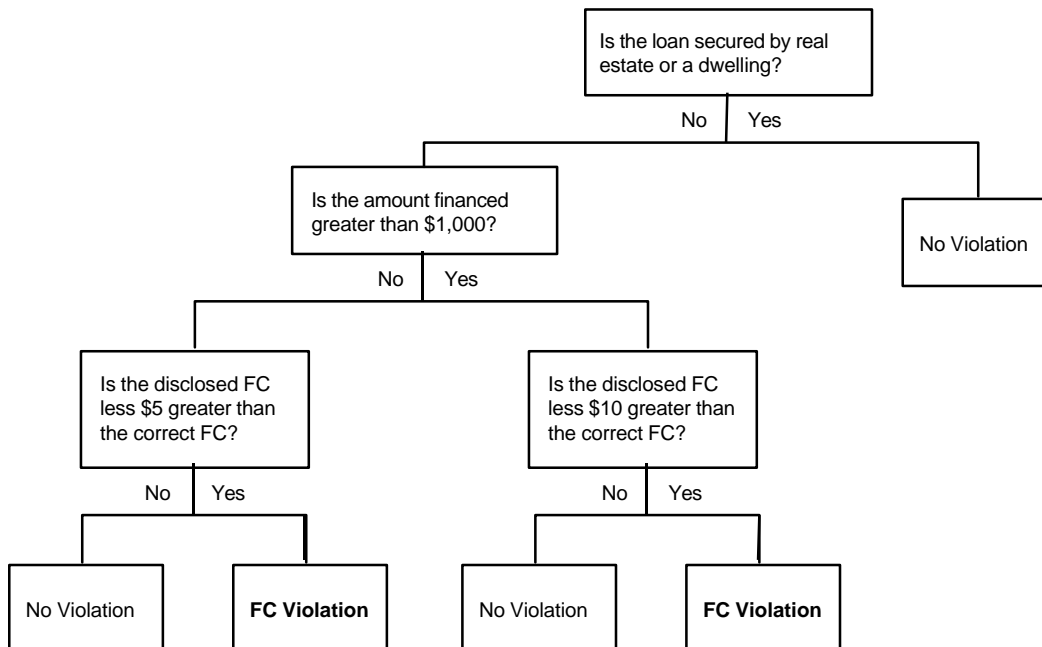 Is the loan secured by real
estate or a dwelling?
No Yes
Is the amount financed
greater than $1,000?
No Violation
No Yes
Is the disclosed FC
less $5 greater than
the correct FC?
Is the disclosed FC
less $10 greater than
the correct FC?
No Yes
No Yes
No Violation
FC Violation
No Violation
FC Violation